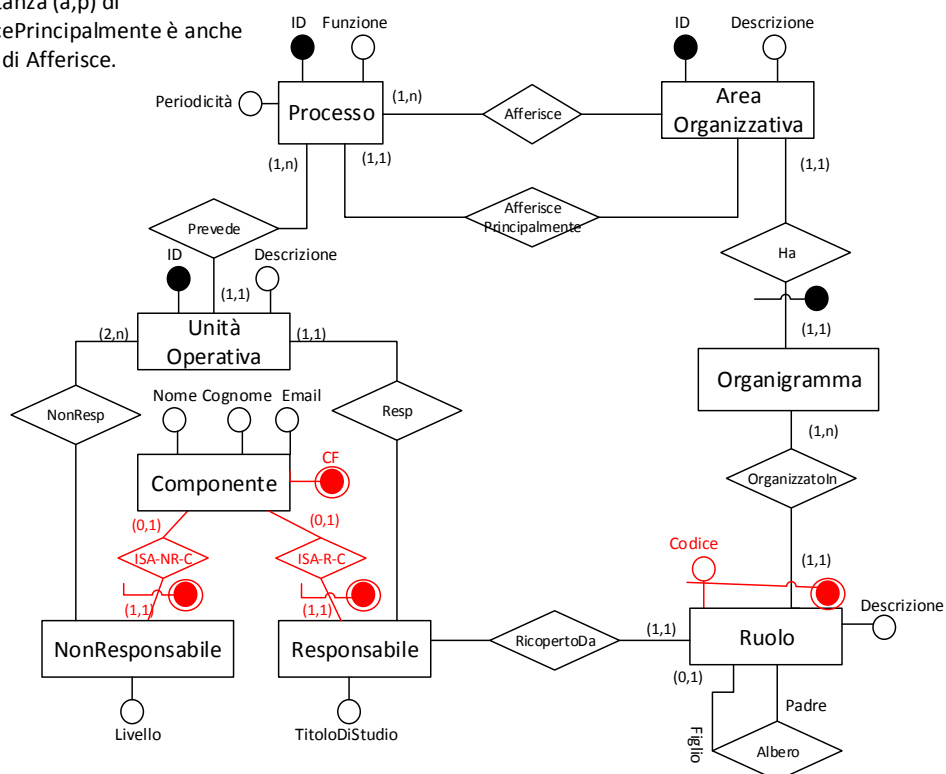 tanza (a,p) di
cePrincipalmente è anche
di Afferisce.
ID Funzione
ID Descrizione
Periodicità
Processo
(1,n)
Afferisce
Area
Organizzativa
(1,n)
(1,1)
(1,1)
Afferisce
Principalmente
Prevede
Ha
ID Descrizione
(1,1)
(1,1)
(2,n)
Unità
Operativa
(1,1)
Organigramma
Nome Cognome Email
NonResp
Resp
(1,n)
CF
Componente
OrganizzatoIn
(0,1)
(0,1)
Codice
ISA-NR-C
ISA-R-C
(1,1)
(1,1)
(1,1)
Descrizione
NonResponsabile
Responsabile
RicopertoDa
(1,1)
Ruolo
(0,1)
Padre
Figlio
Livello
TitoloDiStudio
Albero